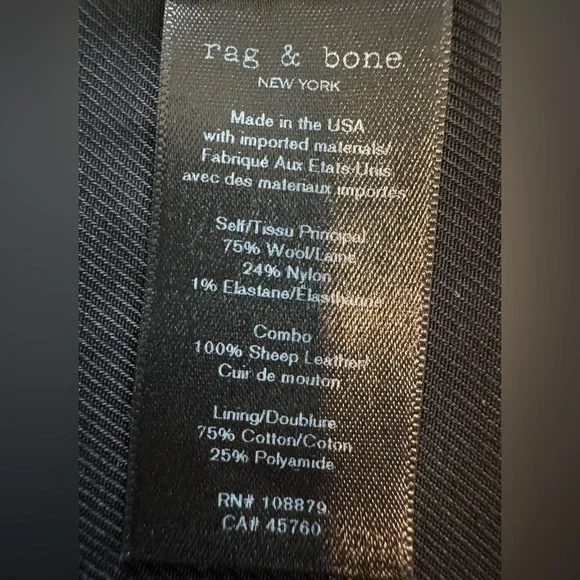 rag & bone
NEW YORK
Made in the USA
with imported materials/
Fabriqué Aux Etats-Unis
avec des materiaux importés
Self/Tissu Principal
75% Wool/Laine
24% Nylon
1% Elastane/Elasthanne
Combo
100% Sheep Leather/
Cuir de mouton
Lining/Doublure
75% Cotton/Coton
25% Polyamide
RN# 108879
CA# 45760